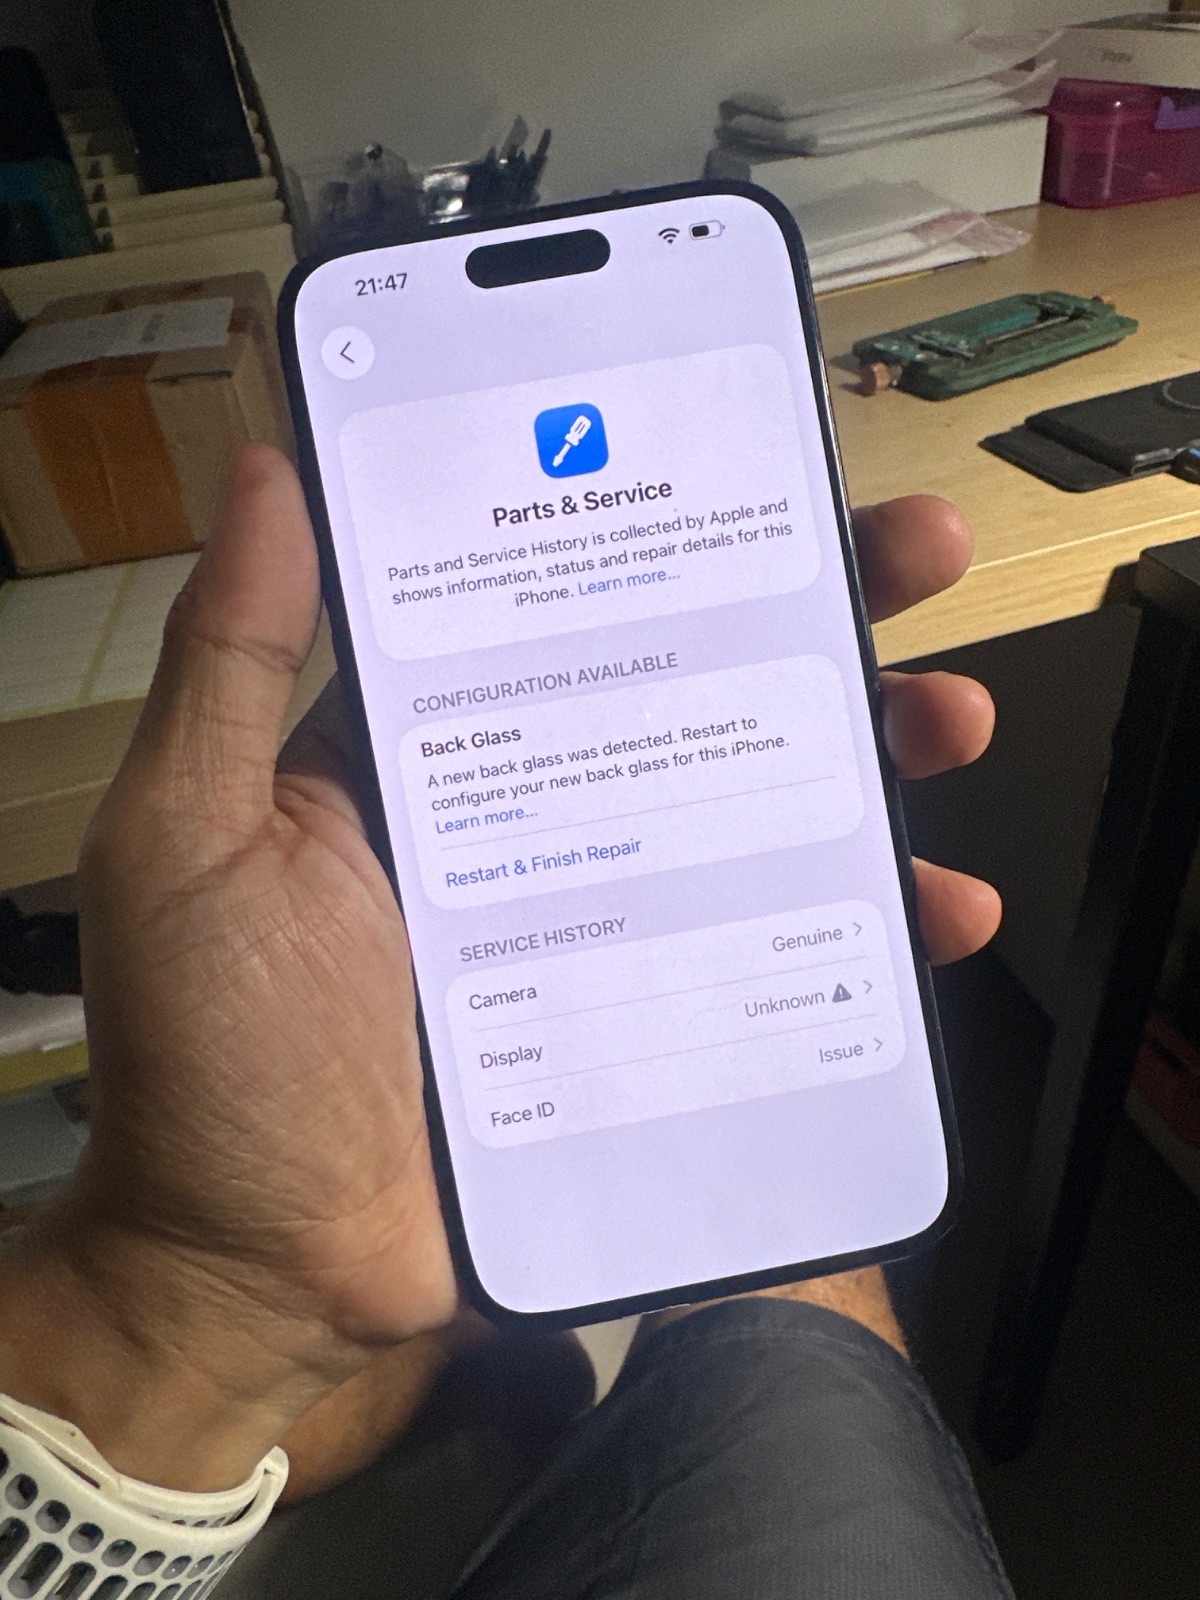 21:47
Parts & Service
Parts and Service History is collected by Apple and
shows information, status and repair details for this
iPhone. Learn more...
CONFIGURATION AVAILABLE
Back Glass
A new back glass was detected. Restart to
configure your new back glass for this iPhone.
Learn more...
Restart & Finish Repair
SERVICE HISTORY
Camera Genuine
Display Unknown
Face ID Issue